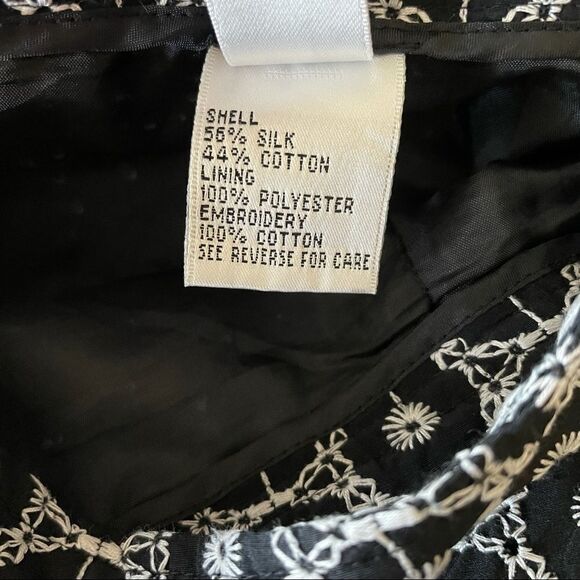 SHELL
56% SILK
44% COTTON
LINING
100% POLYESTER
EMBROIDERY
100% COTTON
SEE REVERSE FOR CARE